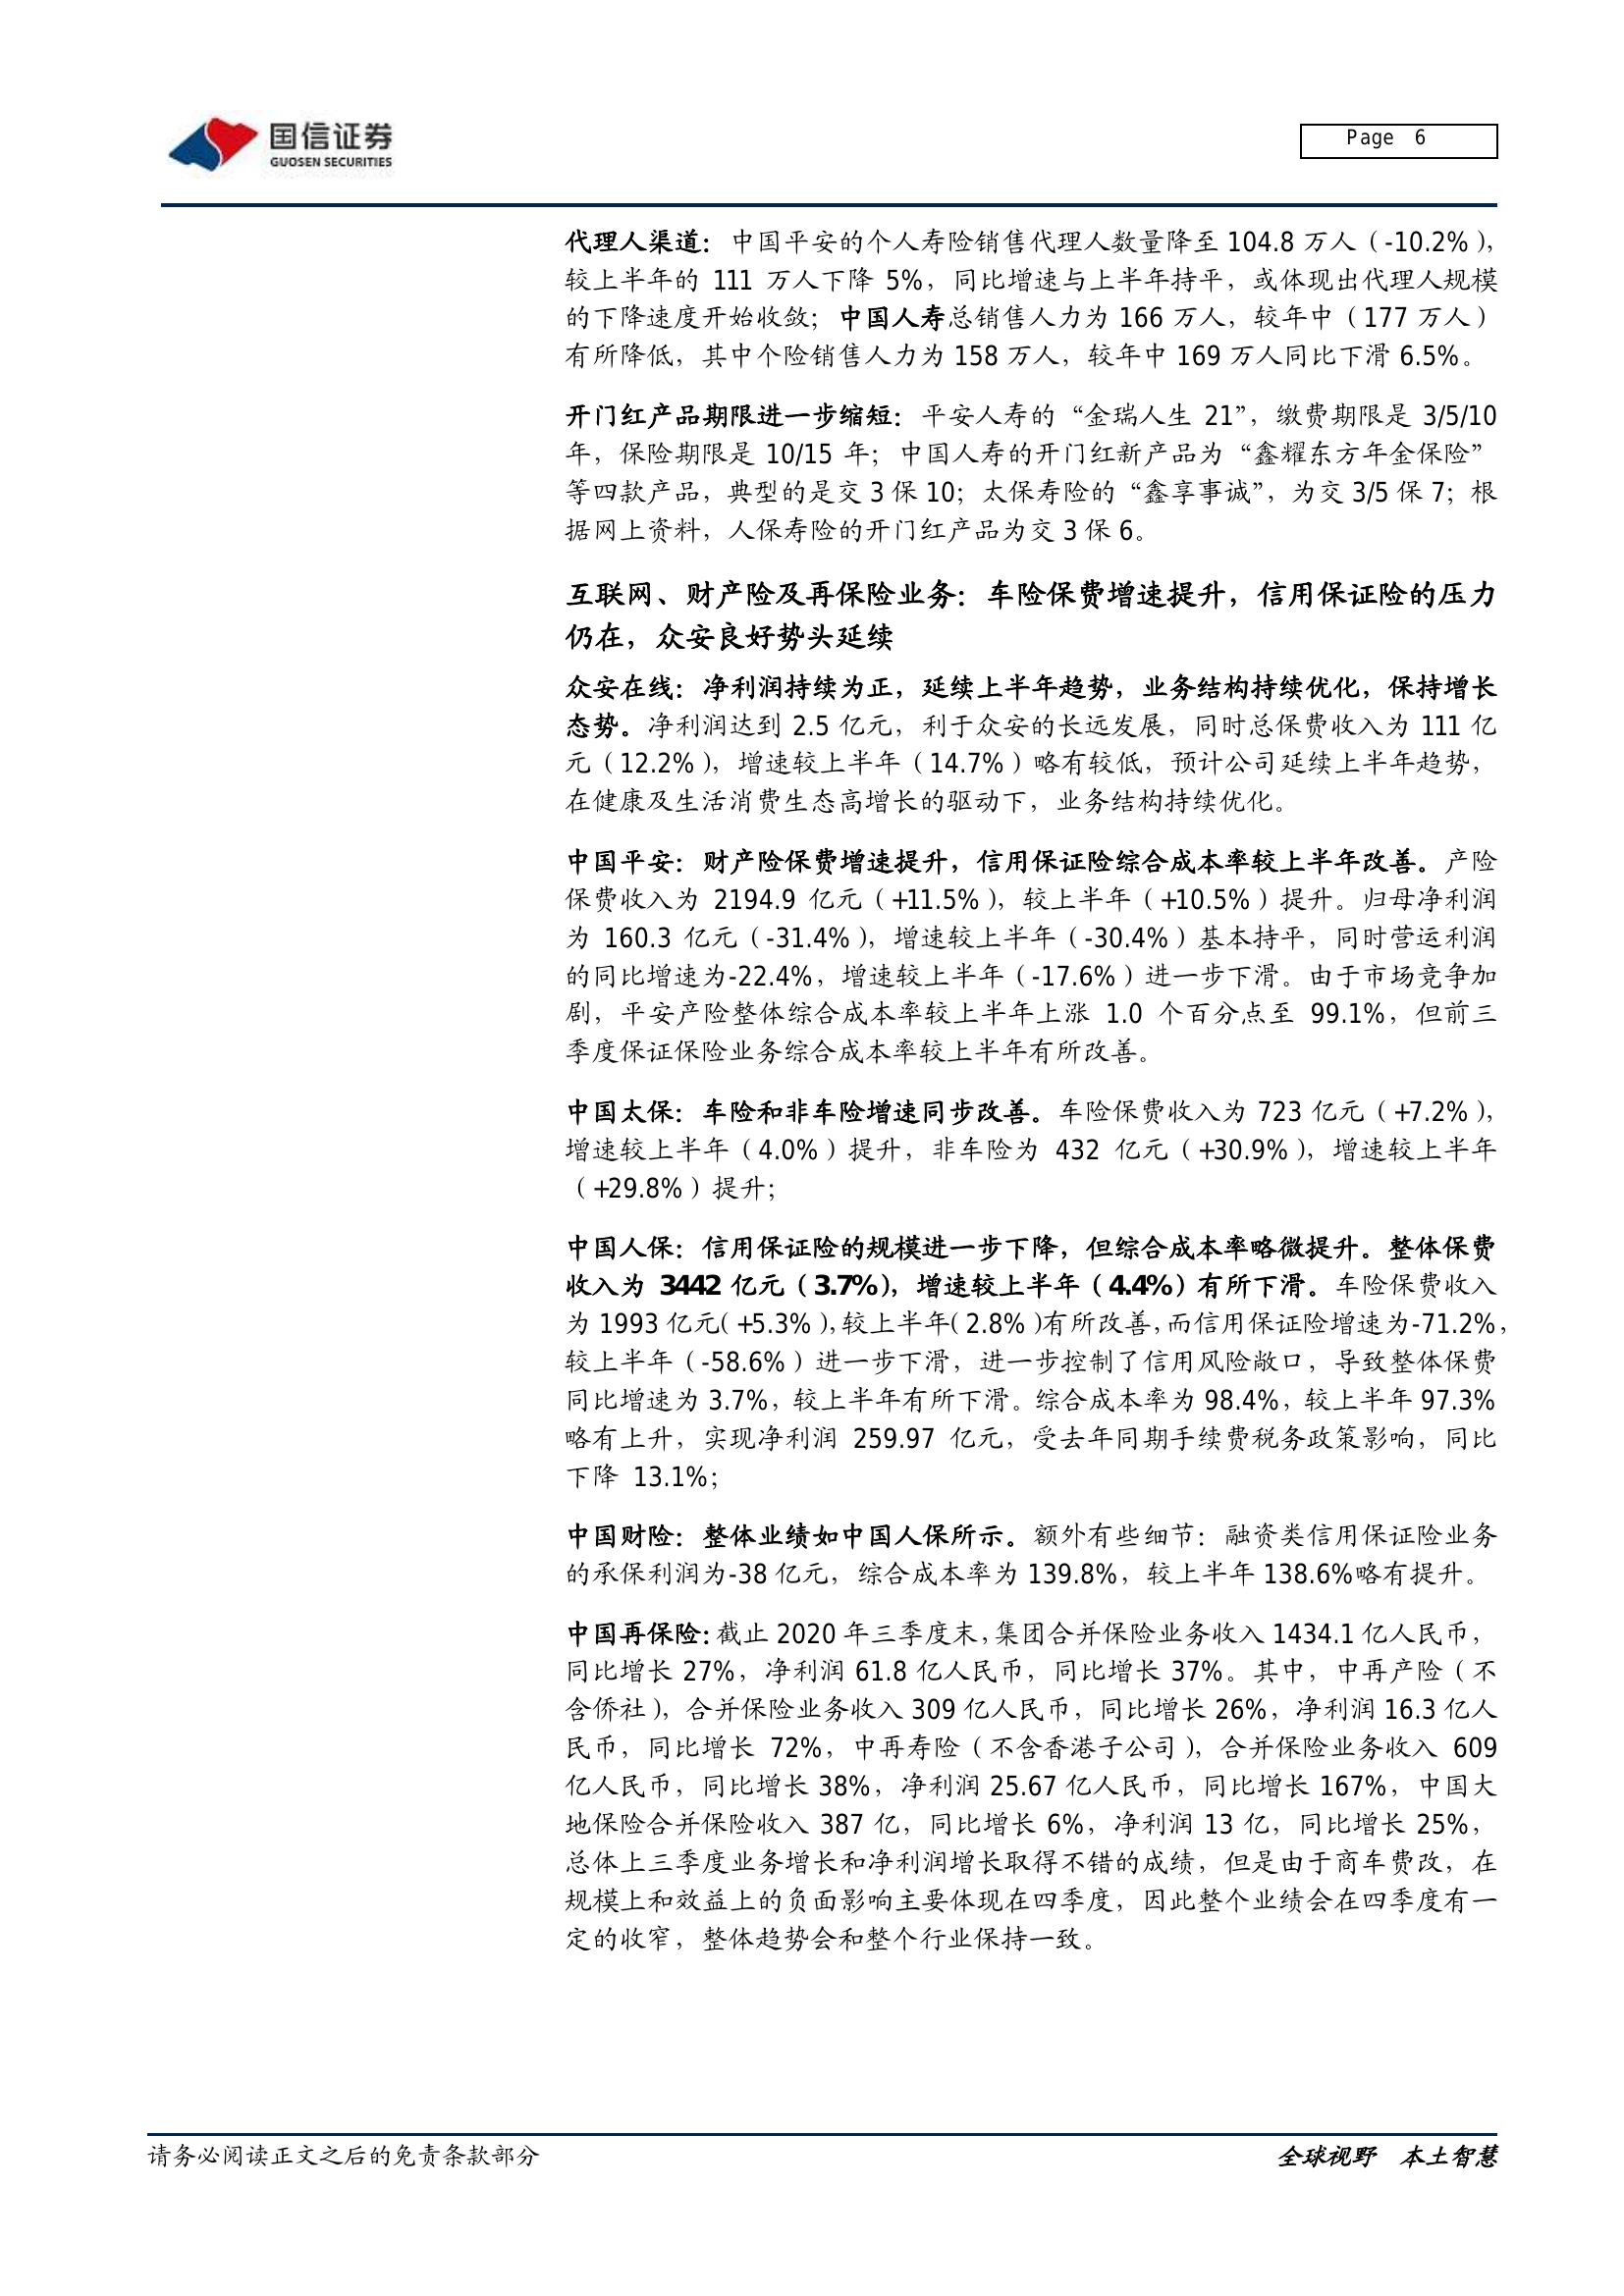 国信证券
GUOSEN SECURITIES
Page 6
代理人渠道：中国平安的个人寿险销售代理人数量降至 104.8 万人（-10.2%），
较上半年的 111 万人下降 5%，同比增速与上半年持平，或体现出代理人规模
的下降速度开始收敛；中国人寿总销售人力为 166 万人，较年中（177 万人）
有所降低，其中个险销售人力为 158 万人，较年中 169 万人同比下滑 6.5%。
开门红产品期限进一步缩短：平安人寿的“金瑞人生 21”，缴费期限是 3/5/10
年，保险期限是 10/15 年；中国人寿的开门红新产品为“鑫耀东方年金保险”
等四款产品，典型的是交 3 保 10；太保寿险的“鑫享事诚”，为交 3/5 保 7；根
据网上资料，人保寿险的开门红产品为交 3 保 6。
互联网、财产险及再保险业务：车险保费增速提升，信用保证险的压力
仍在，众安良好势头延续
众安在线：净利润持续为正，延续上半年趋势，业务结构持续优化，保持增长
态势。净利润达到 2.5 亿元，利于众安的长远发展，同时总保费收入为 111 亿
元（12.2%），增速较上半年（14.7%）略有较低，预计公司延续上半年趋势，
在健康及生活消费生态高增长的驱动下，业务结构持续优化。
中国平安：财产险保费增速提升，信用保证险综合成本率较上半年改善。产险
保费收入为 2194.9 亿元（+11.5%），较上半年（+10.5%）提升。归母净利润
为 160.3 亿元（-31.4%），增速较上半年（-30.4%）基本持平，同时营运利润
的同比增速为-22.4%，增速较上半年（-17.6%）进一步下滑。由于市场竞争加
剧，平安产险整体综合成本率较上半年上涨 1.0 个百分点至 99.1%，但前三
季度保证保险业务综合成本率较上半年有所改善。
中国太保：车险和非车险增速同步改善。车险保费收入为 723 亿元（+7.2%），
增速较上半年（4.0%）提升，非车险为 432 亿元（+30.9%），增速较上半年
（+29.8%）提升；
中国人保：信用保证险的规模进一步下降，但综合成本率略微提升。整体保费
收入为 3442 亿元（3.7%），增速较上半年（4.4%）有所下滑。车险保费收入
为 1993 亿元（+5.3%），较上半年（2.8%）有所改善，而信用保证险增速为-71.2%，
较上半年（-58.6%）进一步下滑，进一步控制了信用风险敞口，导致整体保费
同比增速为 3.7%，较上半年有所下滑。综合成本率为 98.4%，较上半年 97.3%
略有上升，实现净利润 259.97 亿元，受去年同期手续费税务政策影响，同比
下降 13.1%；
中国财险：整体业绩如中国人保所示。额外有些细节：融资类信用保证险业务
的承保利润为-38 亿元，综合成本率为 139.8%，较上半年 138.6%略有提升。
中国再保险：截止 2020 年三季度末，集团合并保险业务收入 1434.1 亿人民币，
同比增长 27%，净利润 61.8 亿人民币，同比增长 37%。其中，中再产险（不
含侨社），合并保险业务收入 309 亿人民币，同比增长 26%，净利润 16.3 亿人
民币，同比增长 72%，中再寿险（不含香港子公司），合并保险业务收入 609
亿人民币，同比增长 38%，净利润 25.67 亿人民币，同比增长 167%，中国大
地保险合并保险收入 387 亿，同比增长 6%，净利润 13 亿，同比增长 25%，
总体上三季度业务增长和净利润增长取得不错的成绩，但是由于商车费改，在
规模上和效益上的负面影响主要体现在四季度，因此整个业绩会在四季度有一
定的收窄，整体趋势会和整个行业保持一致。
请务必阅读正文之后的免责条款部分
全球视野 本土智慧